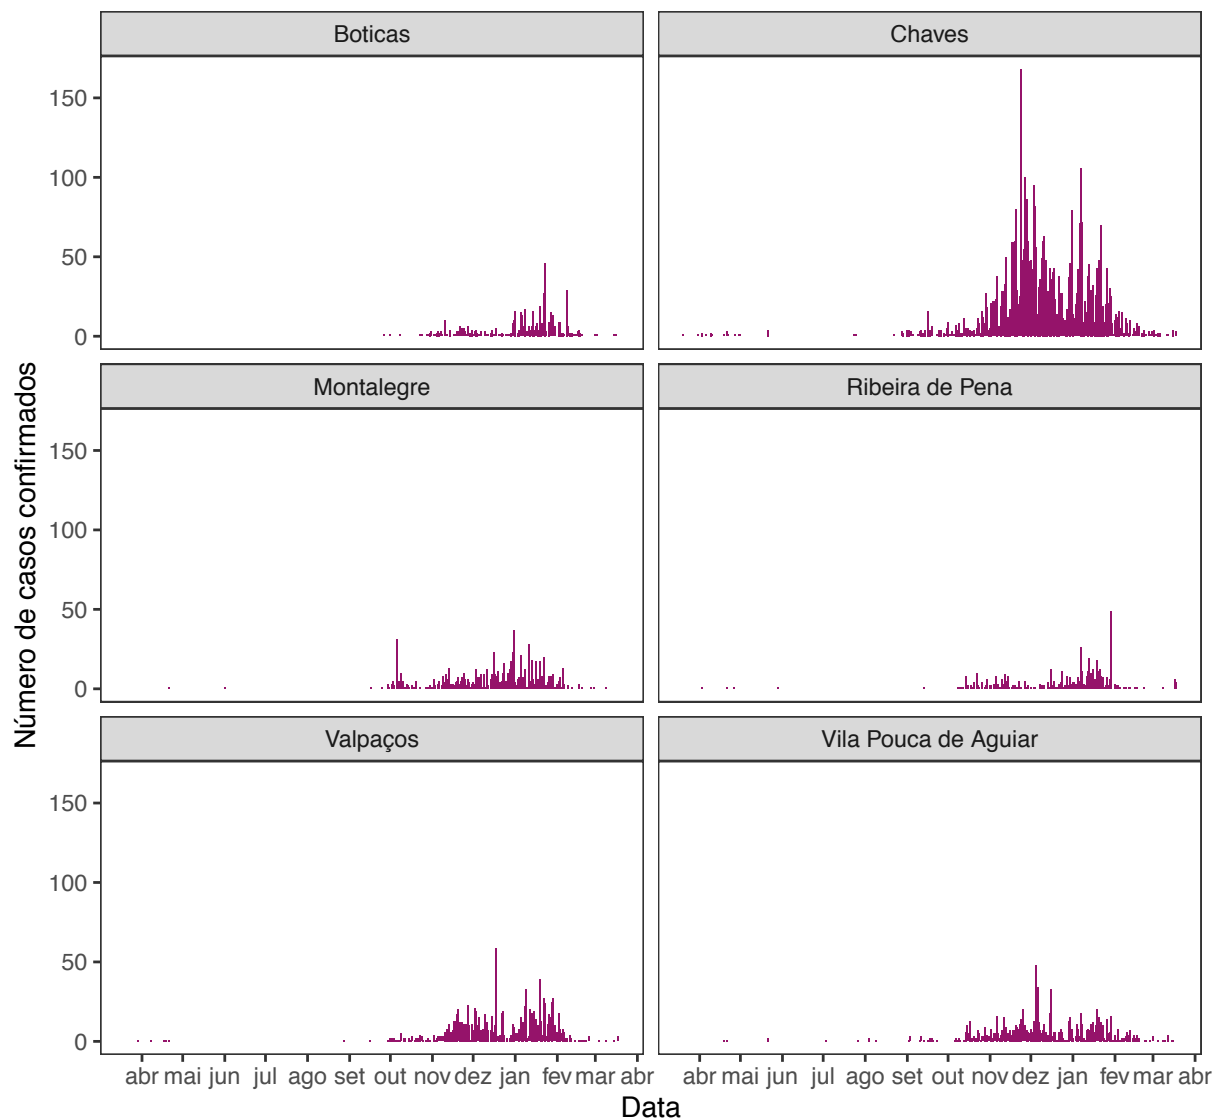 Boticas
Chaves
150
100
50
0
Montalegre
Ribeira de Pena
150
100
50
0
Número de casos confirmados
Valpaços
Vila Pouca de Aguiar
150
100
50
0
abr mai jun jul ago set out nov dez jan fev mar abr
abr mai jun jul ago set out nov dez jan fev mar abr
Data